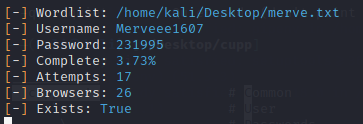 [-] Wordlist: /home/kali/Desktop/merve.txt
[-] Username: Merveee1607
[-] Password: 231995
[-] Complete: 3.73%
[-] Attempts: 17
[-] Browsers: 26
[-] Exists: True